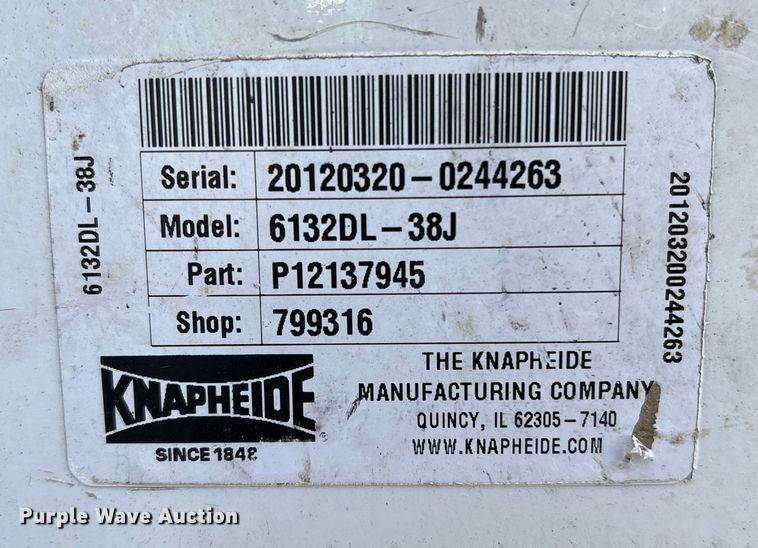 6132DL-38J
Serial: 20120320-0244263
Model: 6132DL-38J
Part: P12137945
Shop: 799316
201203200244263
KNAPHEIDE
SINCE 1848
THE KNAPHEIDE
MANUFACTURING COMPANY
QUINCY, IL 62305-7140
WWW.KNAPHEIDE.COM
Purple Wave Auction